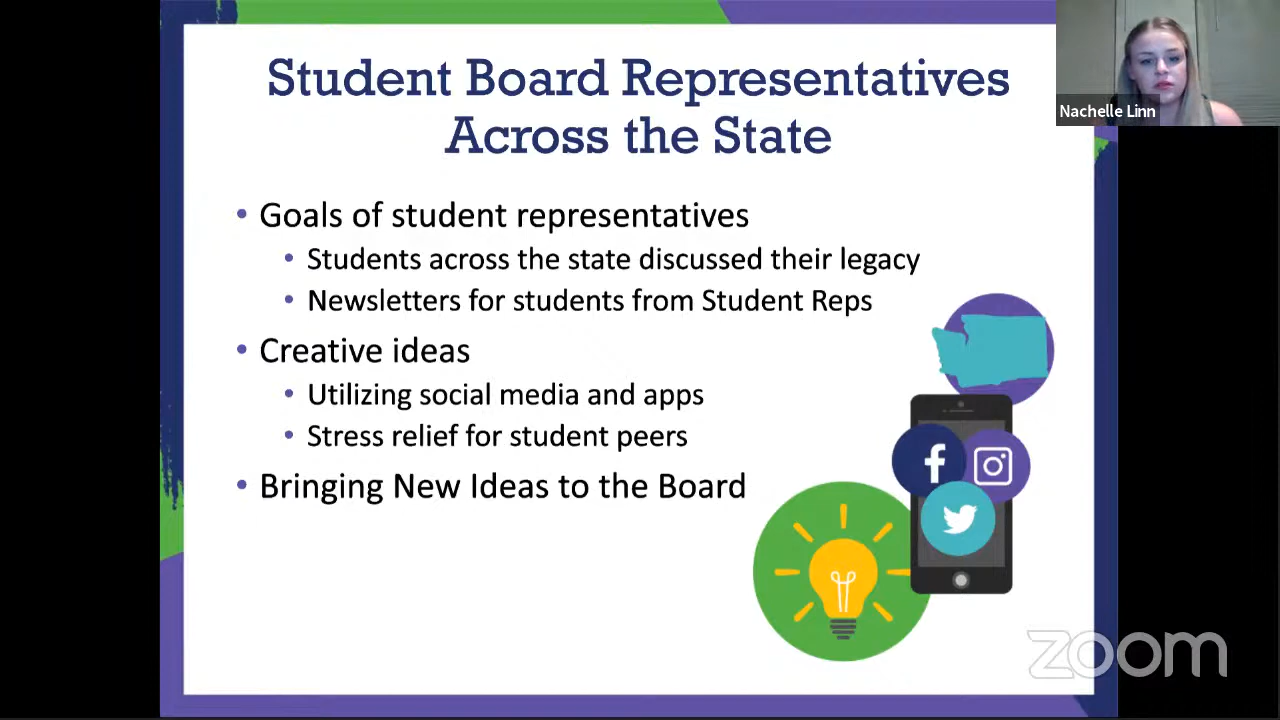 Student Board Representatives
Across the State
Nachelle Linn
• Goals of student representatives
• Students across the state discussed their legacy
• Newsletters for students from Student Reps
• Creative ideas
• Utilizing social media and apps
• Stress relief for student peers
• Bringing New Ideas to the Board
zoom